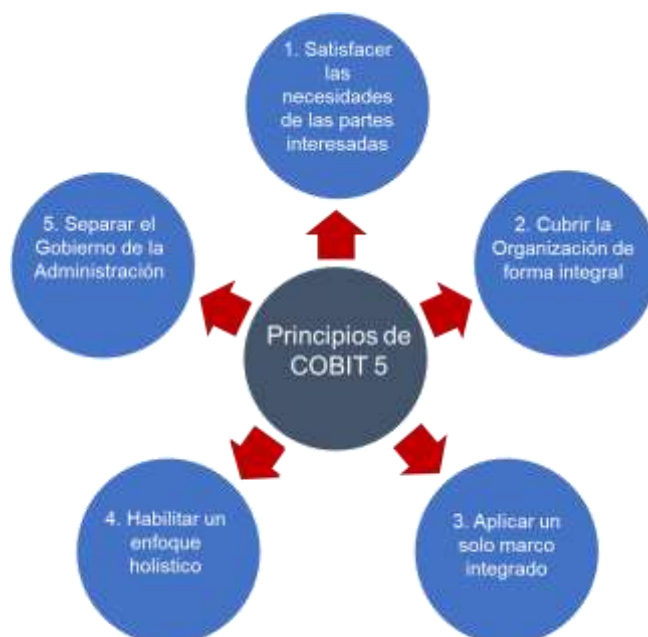 1. Satisfacer
las
necesidades
de las partes
interesadas
5. Separar el
Gobierno de la
Administración
2. Cubrir la
Organización de
forma integral
Principios de
COBIT 5
4. Habilitar un
enfoque
holistico
3. Aplicar un
solo marco
integrado